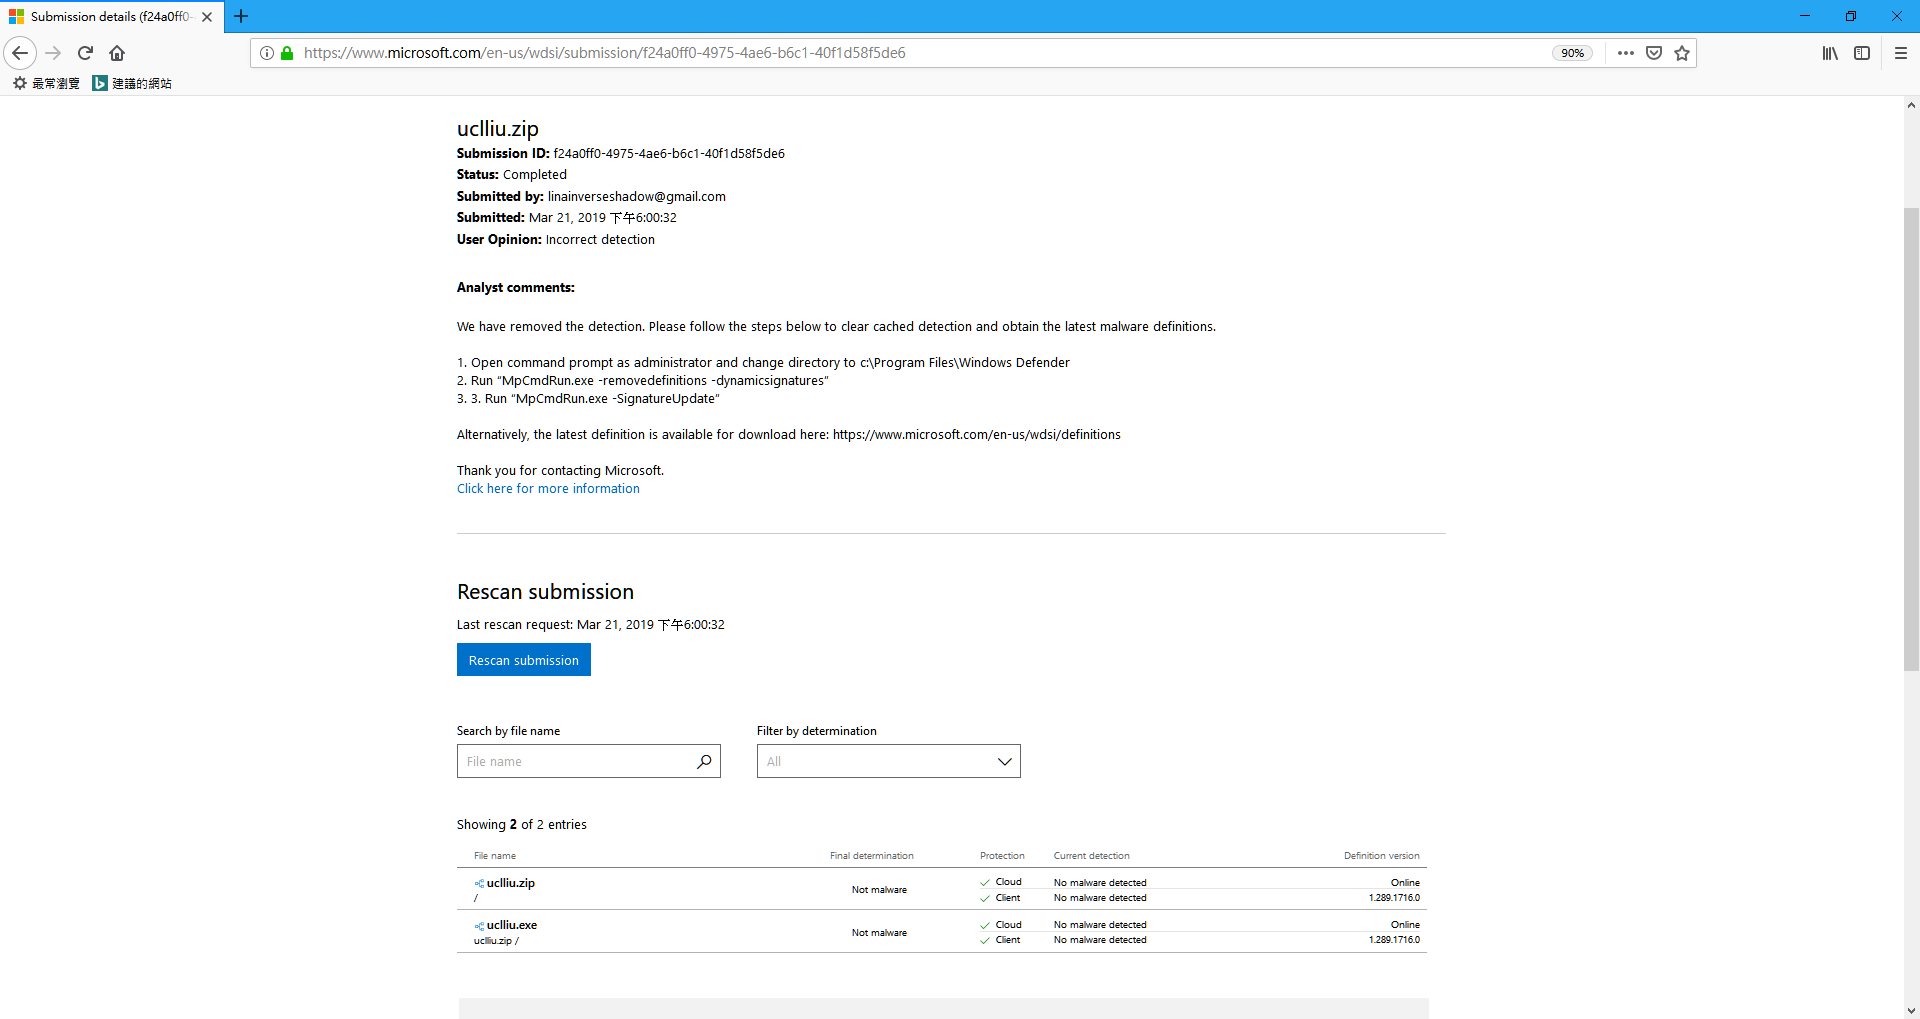 Submission details (f24a0ff0-
https://www.microsoft.com/en-us/wdsi/submission/f24a0ff0-4975-4ae6-b6c1-40f1d58f5de6
90%
最常瀏覽 建議的網站
uclliu.zip
Submission ID: f24a0ff0-4975-4ae6-b6c1-40f1d58f5de6
Status: Completed
Submitted by: linainverseshadow@gmail.com
Submitted: Mar 21, 2019 下午6:00:32
User Opinion: Incorrect detection
Analyst comments:
We have removed the detection. Please follow the steps below to clear cached detection and obtain the latest malware definitions.
1. Open command prompt as administrator and change directory to c:\Program Files\Windows Defender
2. Run “MpCmdRun.exe -removedefinitions -dynamicsignatures”
3. 3. Run “MpCmdRun.exe -SignatureUpdate”
Alternatively, the latest definition is available for download here: https://www.microsoft.com/en-us/wdsi/definitions
Thank you for contacting Microsoft.
Click here for more information
Rescan submission
Last rescan request: Mar 21, 2019 下午6:00:32
Rescan submission
Search by file name Filter by determination
File name All
Showing 2 of 2 entries
File name Final determination Protection Current detection Definition version
uclliu.zip Not malware Cloud No malware detected Online
/ Client No malware detected 1.289.1716.0
uclliu.exe Not malware Cloud No malware detected Online
uclliu.zip / Client No malware detected 1.289.1716.0